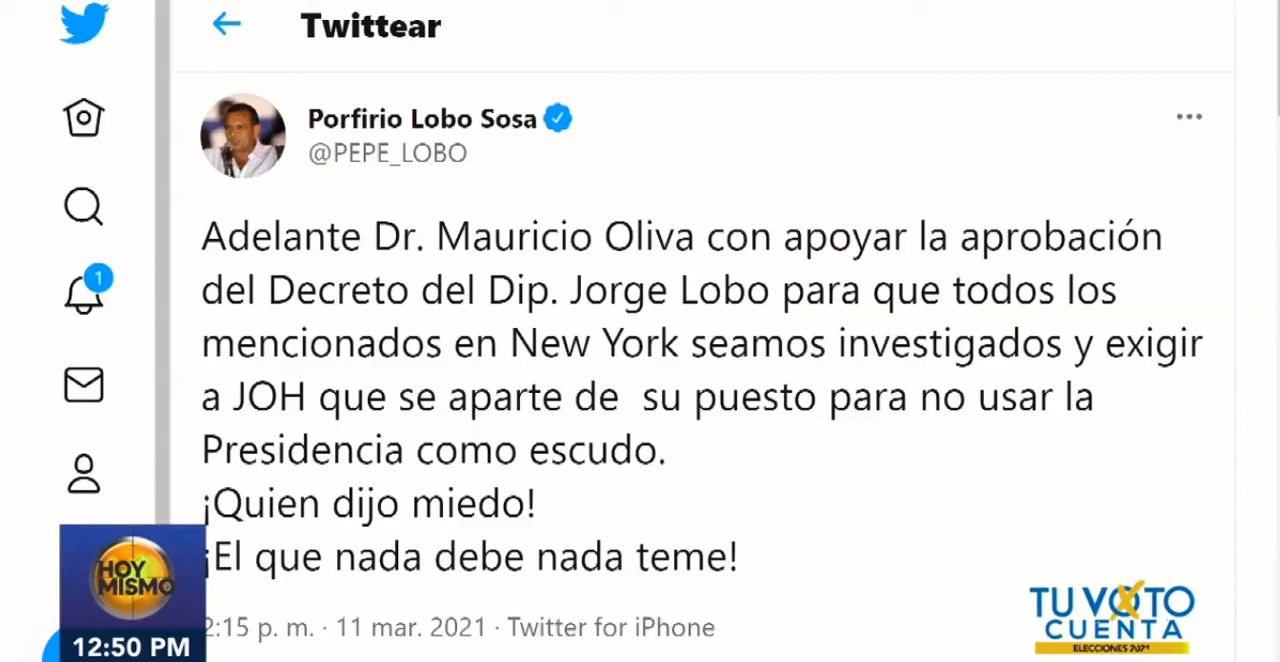 Twittear
Porfirio Lobo Sosa
@PEPE_LOBO
Adelante Dr. Mauricio Oliva con apoyar la aprobación
del Decreto del Dip. Jorge Lobo para que todos los
mencionados en New York seamos investigados y exigir
a JOH que se aparte de su puesto para no usar la
Presidencia como escudo.
¡Quien dijo miedo!
¡El que nada debe nada teme!
2:15 p. m. · 11 mar. 2021 · Twitter for iPhone
1
HOY
MISMO
12:50 PM
TU VOTO
CUENTA
ELECCIONES 2021